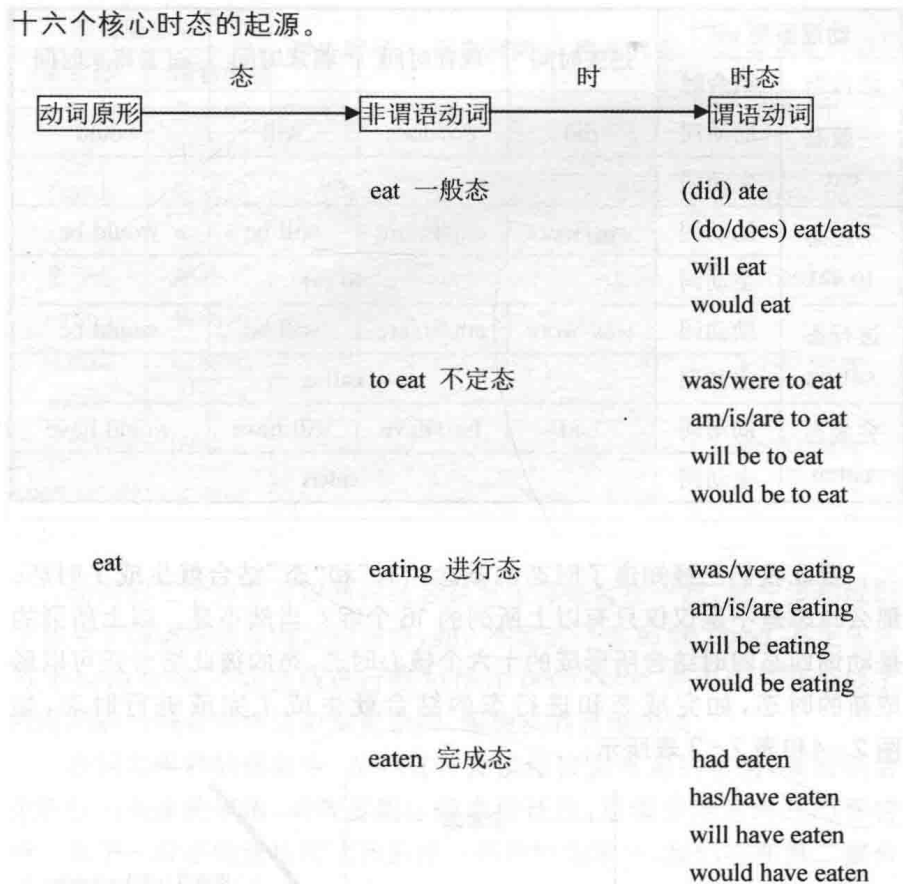 十六个核心时态的起源。
态 时 时态
动词原形 非谓语动词 谓语动词
eat 一般态 (did) ate
(do/does) eat/eats
will eat
would eat
to eat 不定态 was/were to eat
am/is/are to eat
will be to eat
would be to eat
eat eating 进行态 was/were eating
am/is/are eating
will be eating
would be eating
eaten 完成态 had eaten
has/have eaten
will have eaten
would have eaten